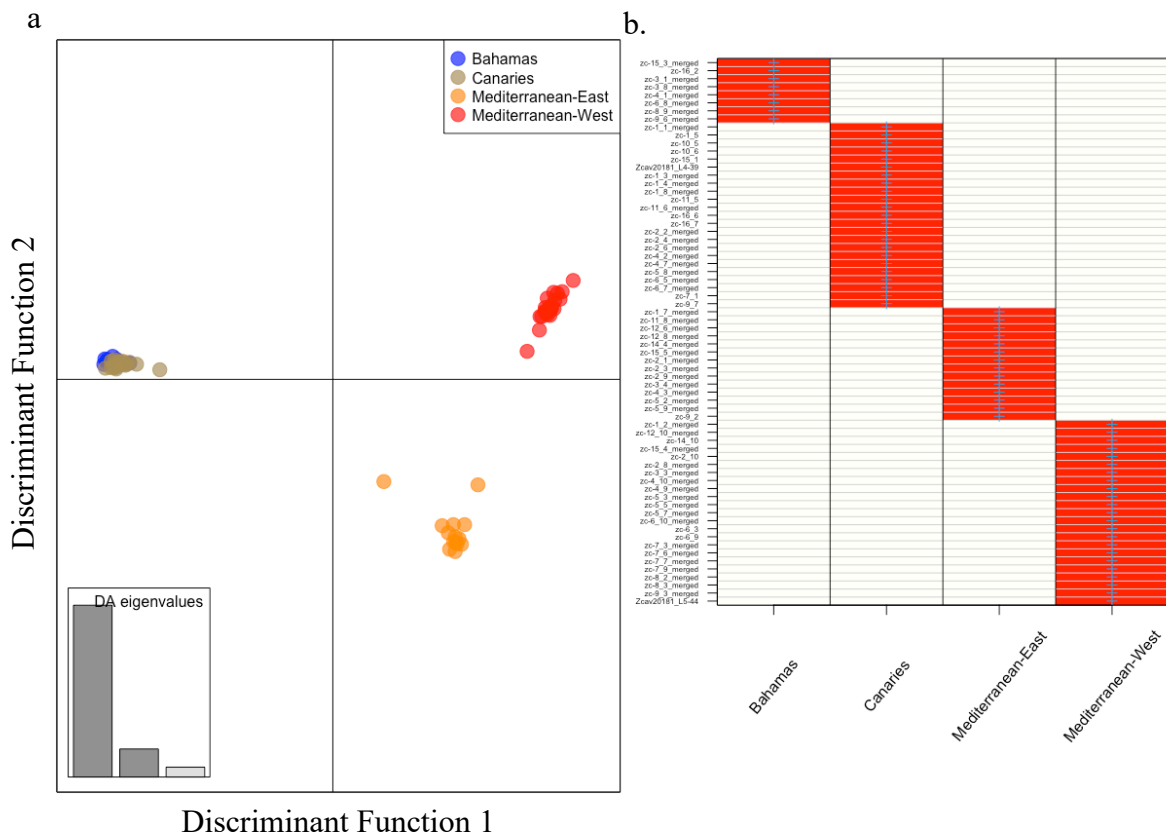 a
Bahamas
Canaries
Mediterranean-East
Mediterranean-West
Discriminant Function 2
DA eigenvalues
Discriminant Function 1
b.
zc-15_3_merged
zc-16_2
zc-3_1_merged
zc-3_8_merged
zc-4_1_merged
zc-6_8_merged
zc-8_9_merged
zc-9_6_merged
zc-1_1_merged
zc-1_5
zc-10_5
zc-10_6
zc-15_1
Zcav20181_L4-39
zc-1_3_merged
zc-1_4_merged
zc-1_8_merged
zc-11_5
zc-11_6_merged
zc-16_6
zc-16_7
zc-2_2_merged
zc-2_4_merged
zc-2_6_merged
zc-4_2_merged
zc-4_7_merged
zc-5_8_merged
zc-6_5_merged
zc-6_7_merged
zc-7_1
zc-9_7
zc-1_7_merged
zc-11_8_merged
zc-12_6_merged
zc-12_8_merged
zc-14_4_merged
zc-15_5_merged
zc-2_1_merged
zc-2_3_merged
zc-2_9_merged
zc-3_4_merged
zc-4_3_merged
zc-5_2_merged
zc-5_9_merged
zc-9_2
zc-1_2_merged
zc-12_10_merged
zc-14_10
zc-15_4_merged
zc-2_10
zc-2_8_merged
zc-3_3_merged
zc-4_10_merged
zc-4_9_merged
zc-5_3_merged
zc-5_5_merged
zc-5_7_merged
zc-6_10_merged
zc-6_3
zc-6_9
zc-7_3_merged
zc-7_6_merged
zc-7_7_merged
zc-7_9_merged
zc-8_2_merged
zc-8_3_merged
zc-9_3_merged
Zcav20181_L5-44
Bahamas
Canaries
Mediterranean-East
Mediterranean-West